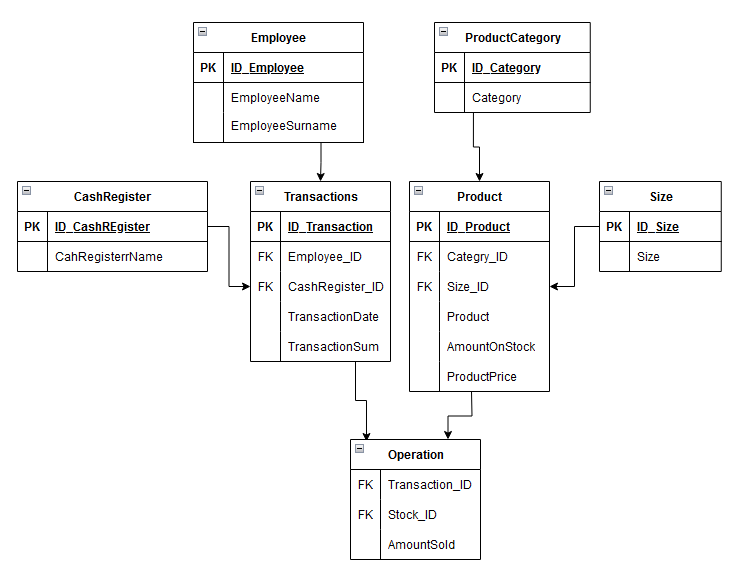 Employee
PK ID_Employee
EmployeeName
EmployeeSurname
ProductCategory
PK ID_Category
Category
CashRegister
PK ID_CashREgister
CahRegisterrName
Transactions
PK ID_Transaction
FK Employee_ID
FK CashRegister_ID
TransactionDate
TransactionSum
Product
PK ID_Product
FK Categry_ID
FK Size_ID
Product
AmountOnStock
ProductPrice
Size
PK ID_Size
Size
Operation
FK Transaction_ID
FK Stock_ID
AmountSold